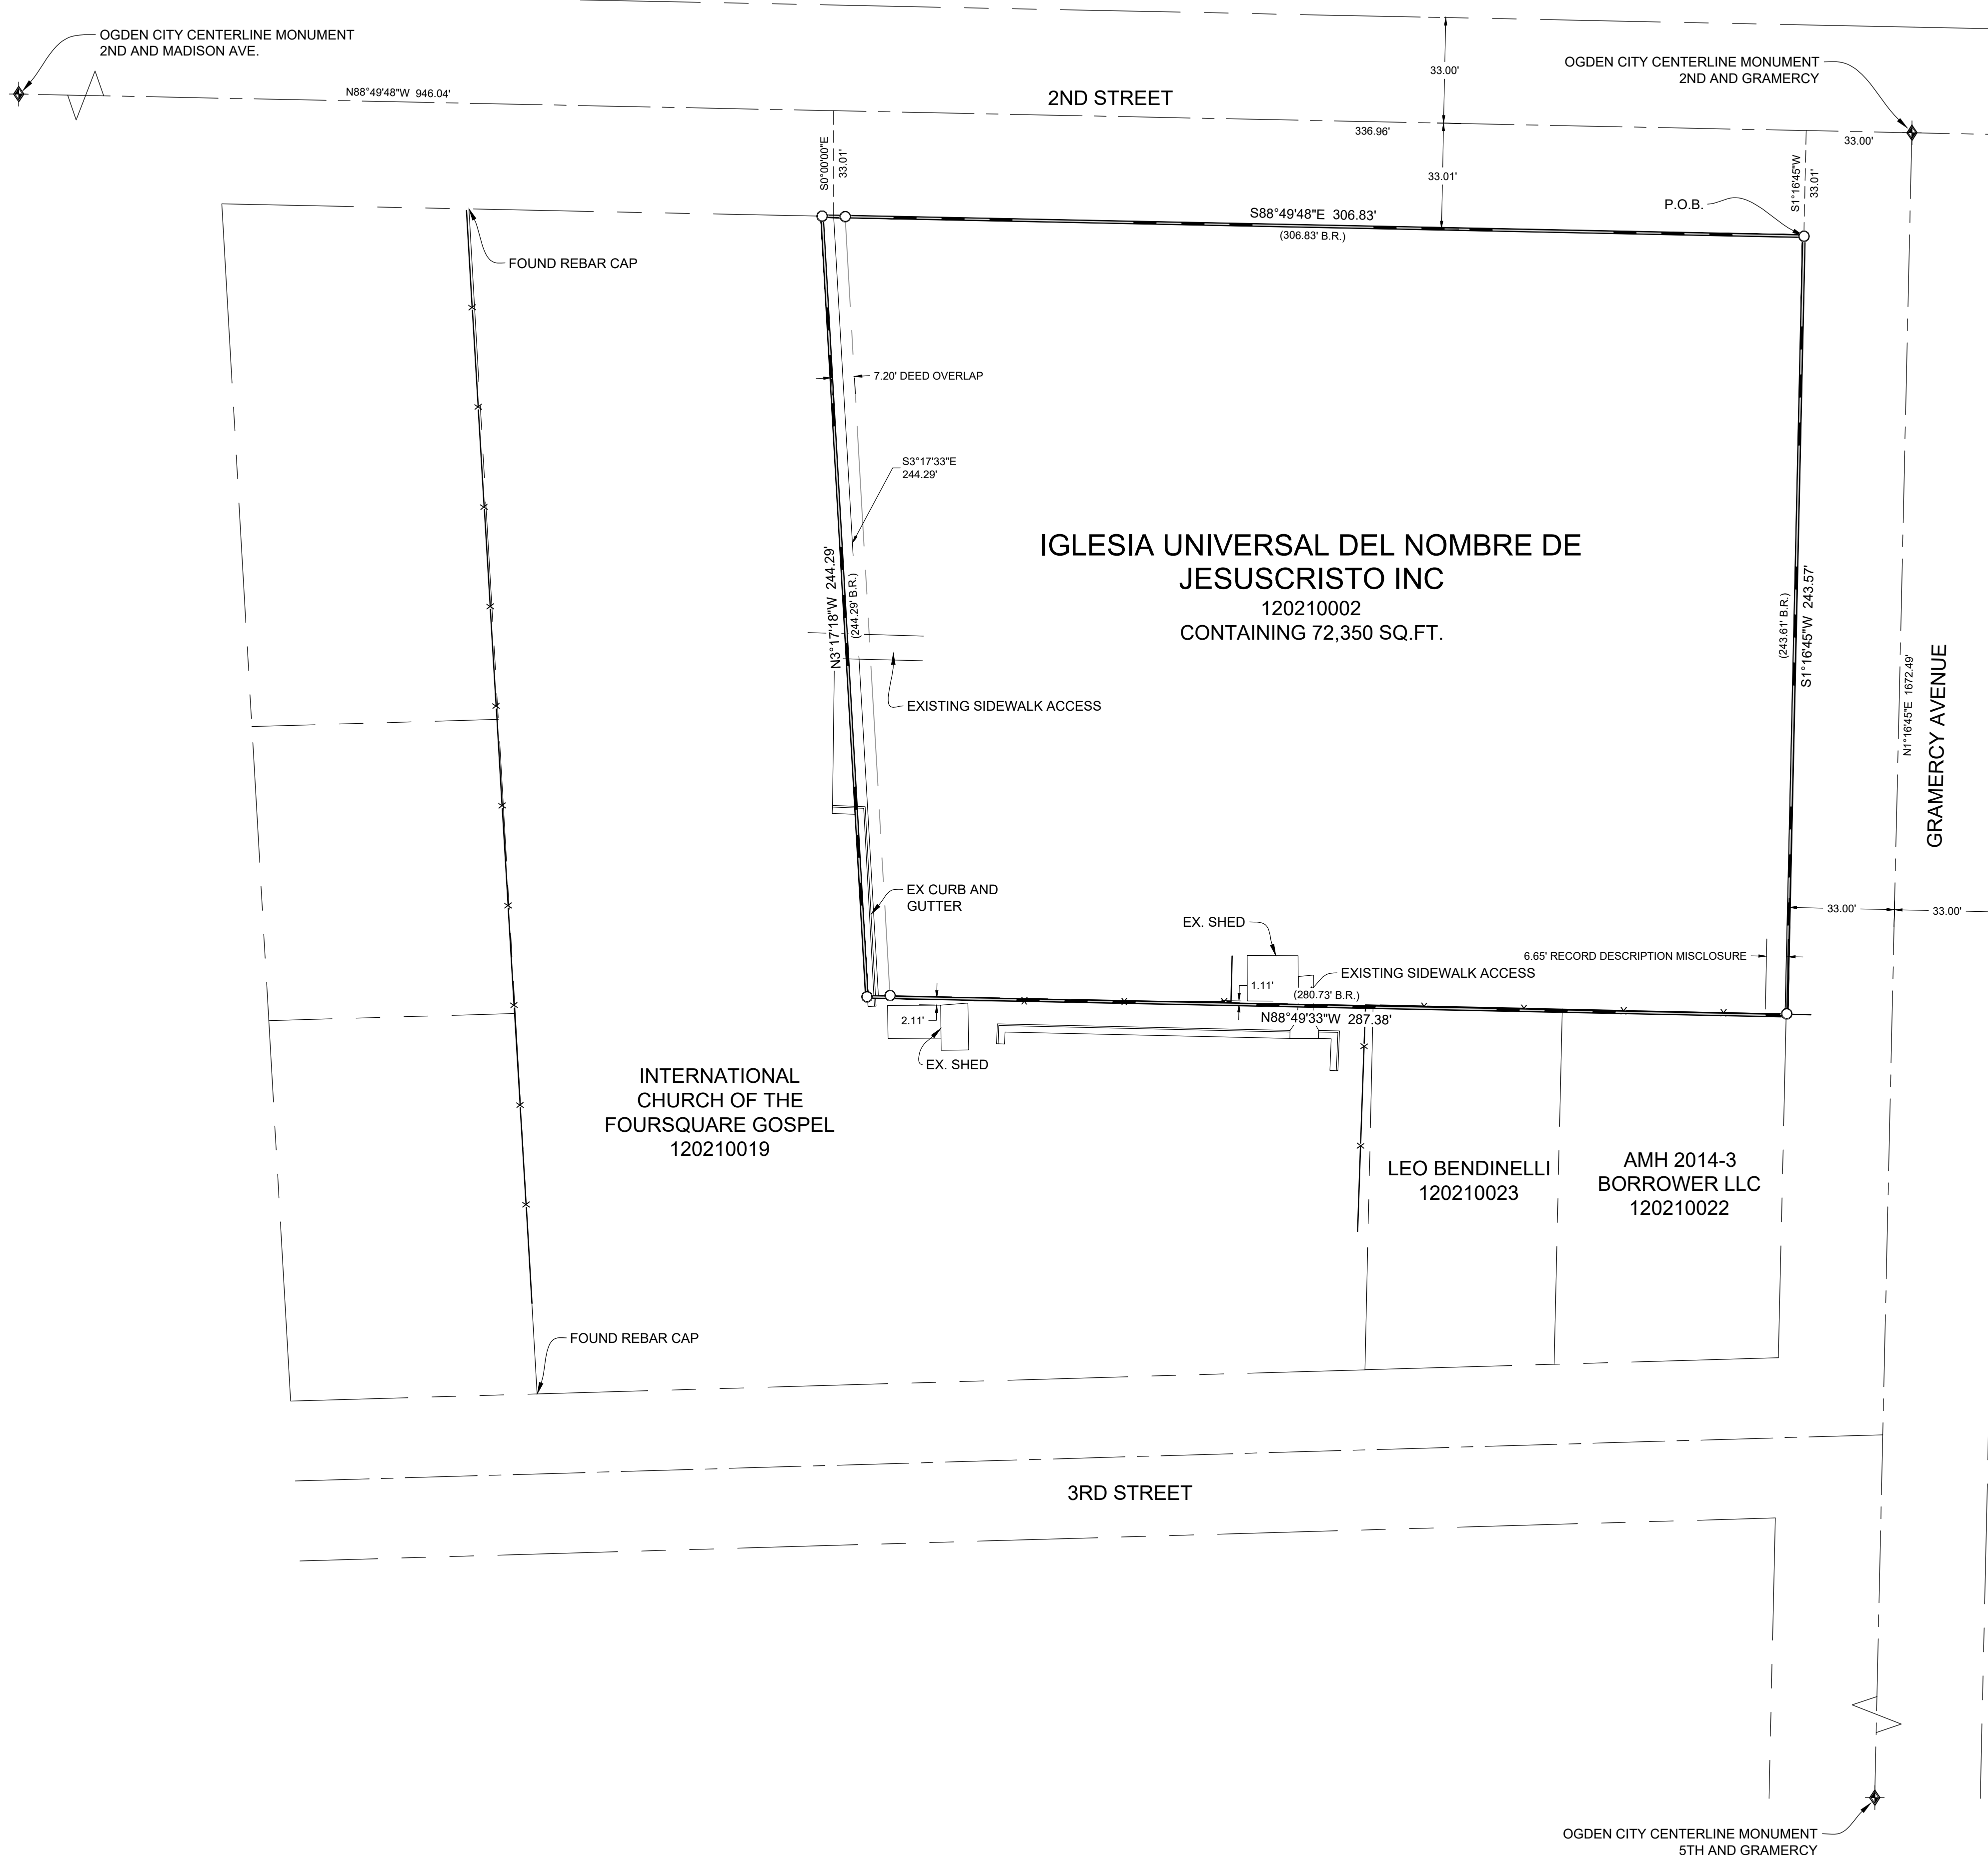 OGDEN CITY CENTERLINE MONUMENT
2ND AND MADISON AVE.
N88°49'48"W 946.04'
2ND STREET
33.00'
OGDEN CITY CENTERLINE MONUMENT
2ND AND GRAMERCY
336.96'
33.00'
S0°00'00"E
33.01'
33.01'
S1°16'45"W
33.01'
P.O.B.
S88°49'48"E 306.83'
(306.83' B.R.)
FOUND REBAR CAP
7.20' DEED OVERLAP
S3°17'33"E
244.29'
N3°17'18"W 244.29'
(244.29' B.R.)
IGLESIA UNIVERSAL DEL NOMBRE DE
JESUSCRISTO INC
120210002
CONTAINING 72,350 SQ.FT.
(243.61' B.R.)
S1°16'45"W 243.57'
N1°16'45"E 1672.49'
GRAMERCY AVENUE
EXISTING SIDEWALK ACCESS
EX CURB AND
GUTTER
EX. SHED
33.00'
33.00'
6.65' RECORD DESCRIPTION MISCLOSURE
EXISTING SIDEWALK ACCESS
1.11'
(280.73' B.R.)
N88°49'33"W 287.38'
2.11'
EX. SHED
INTERNATIONAL
CHURCH OF THE
FOURSQUARE GOSPEL
120210019
LEO BENDINELLI
120210023
AMH 2014-3
BORROWER LLC
120210022
FOUND REBAR CAP
3RD STREET
OGDEN CITY CENTERLINE MONUMENT
5TH AND GRAMERCY